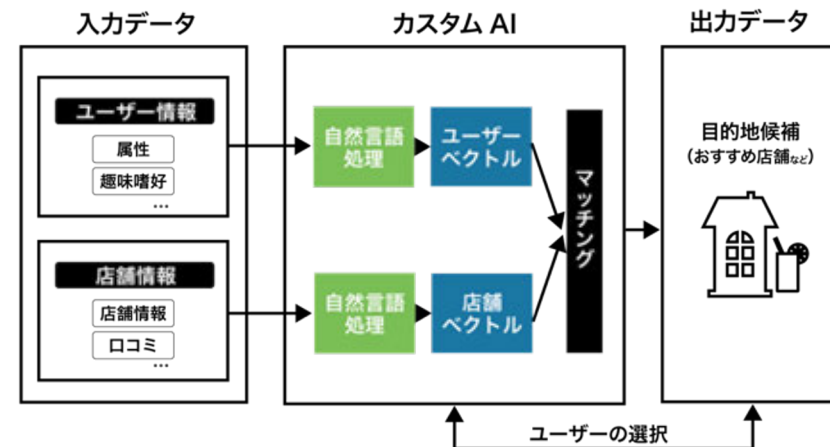 入力データ
カスタム AI
出力データ
ユーザー情報
属性
趣味嗜好
...
店舗情報
店舗情報
口コミ
...
自然言語
処理
ユーザー
ベクトル
自然言語
処理
店舗
ベクトル
マッチング
目的地候補
(おすすめ店舗など)
ユーザーの選択